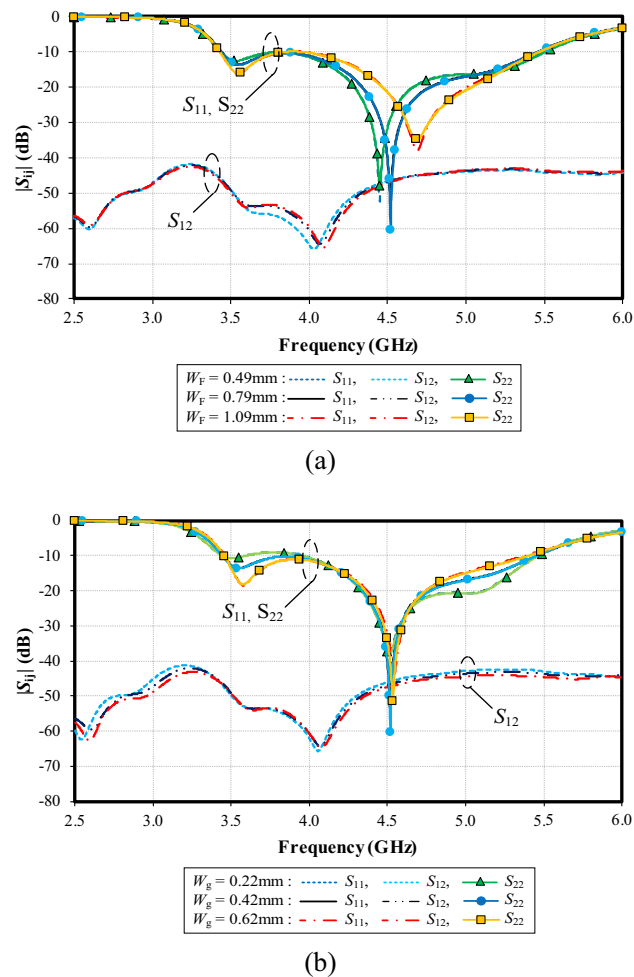 0
-10
-20
-30
-40
-50
-60
-70
-80
|Sij| (dB)
S11, S22
S12
2.5 3.0 3.5 4.0 4.5 5.0 5.5 6.0
Frequency (GHz)
WF = 0.49mm : S11, S12, S22
WF = 0.79mm : S11, S12, S22
WF = 1.09mm : S11, S12, S22
(a)
0
-10
-20
-30
-40
-50
-60
-70
-80
|Sij| (dB)
S11, S22
S12
2.5 3.0 3.5 4.0 4.5 5.0 5.5 6.0
Frequency (GHz)
Wg = 0.22mm : S11, S12, S22
Wg = 0.42mm : S11, S12, S22
Wg = 0.62mm : S11, S12, S22
(b)